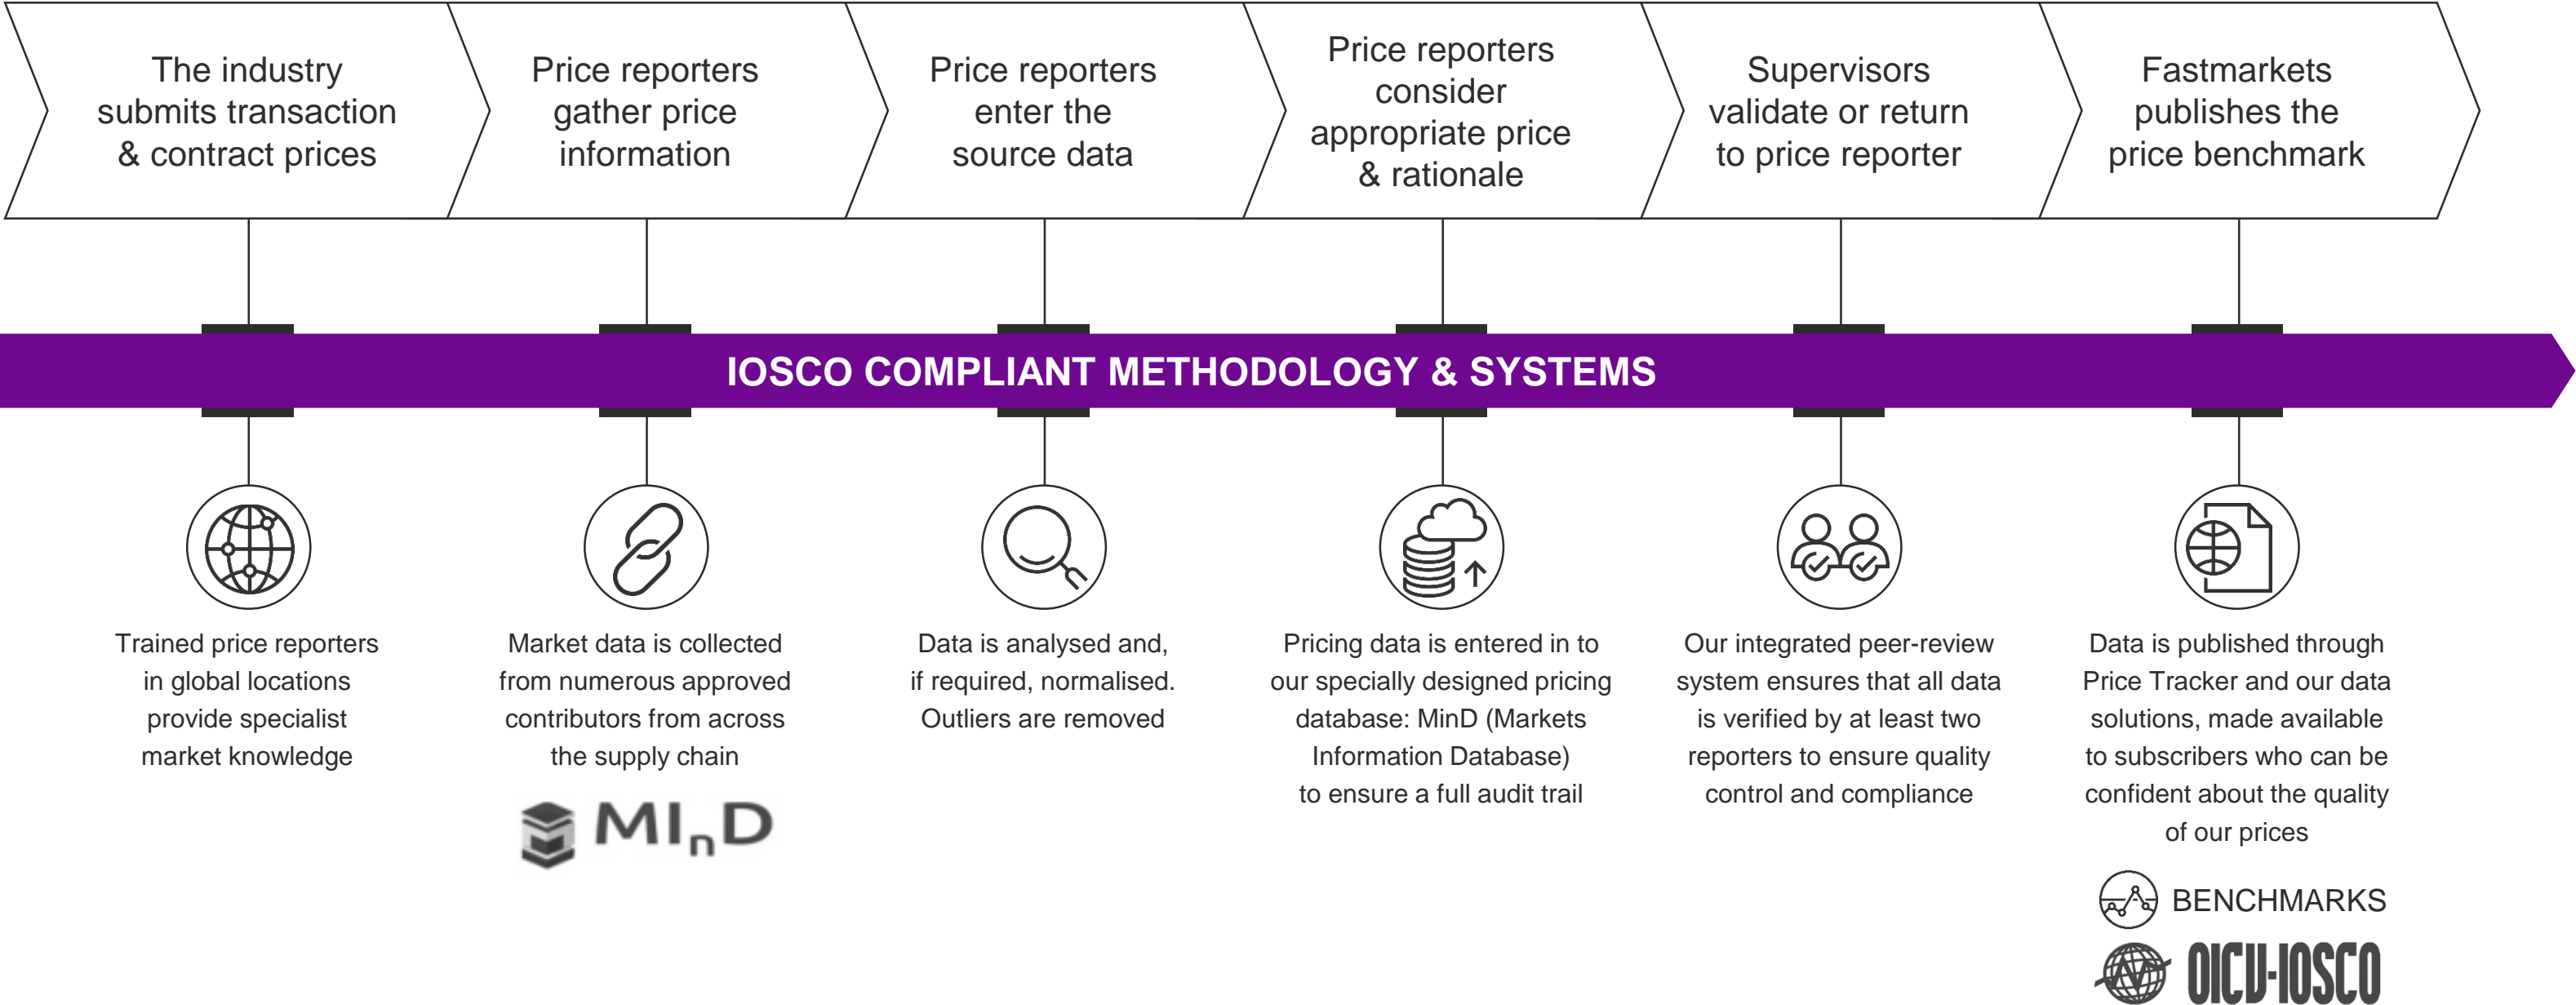 The industry
submits transaction
& contract prices
Price reporters
gather price
information
Price reporters
enter the
source data
Price reporters
consider
appropriate price
& rationale
Supervisors
validate or return
to price reporter
Fastmarkets
publishes the
price benchmark
IOSCO COMPLIANT METHODOLOGY & SYSTEMS
Trained price reporters
in global locations
provide specialist
market knowledge
Market data is collected
from numerous approved
contributors from across
the supply chain
MInD
Data is analysed and,
if required, normalised.
Outliers are removed
Pricing data is entered in to
our specially designed pricing
database: MinD (Markets
Information Database)
to ensure a full audit trail
Our integrated peer-review
system ensures that all data
is verified by at least two
reporters to ensure quality
control and compliance
Data is published through
Price Tracker and our data
solutions, made available
to subscribers who can be
confident about the quality
of our prices
BENCHMARKS
OICU-IOSCO